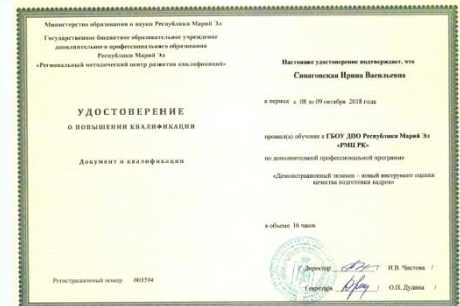 Министерство образования и науки Республики Марий Эл
Государственное бюджетное образовательное учреждение
дополнительного профессионального образования
Республики Марий Эл
«Региональный методический центр развития квалификаций»
УДОСТОВЕРЕНИЕ
О ПОВЫШЕНИИ КВАЛИФИКАЦИИ
Документ о квалификации
Регистрационный номер 003594
Настоящее удостоверение подтверждает, что
Синаговская Ирина Васильевна
в период с 08 по 09 октября 2018 года
прошел(а) обучение в ГБОУ ДПО Республики Марий Эл
«РМЦ РК»
по дополнительной профессиональной программе
«Демонстрационный экзамен – новый инструмент оценки
качества подготовки кадров»
в объеме 16 часов
Директор И.В. Чистова /
Секретарь О.П. Дудина /